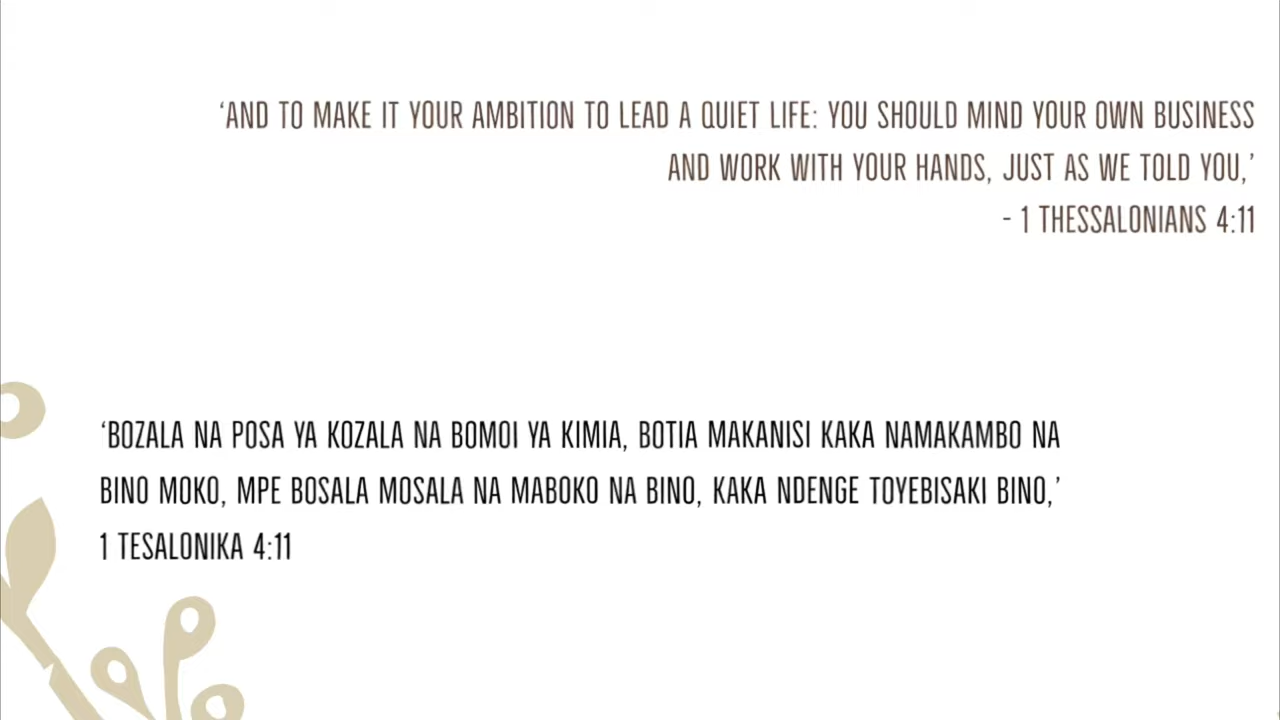 ‘AND TO MAKE IT YOUR AMBITION TO LEAD A QUIET LIFE: YOU SHOULD MIND YOUR OWN BUSINESS
AND WORK WITH YOUR HANDS, JUST AS WE TOLD YOU,’
- 1 THESSALONIANS 4:11
‘BOZALA NA POSA YA KOZALA NA BOMOI YA KIMIA, BOTIA MAKANISI KAKA NAMAKAMBO NA
BINO MOKO, MPE BOSALA MOSALA NA MABOKO NA BINO, KAKA NDENGE TOYEBISAKI BINO,’
1 TESALONIKA 4:11